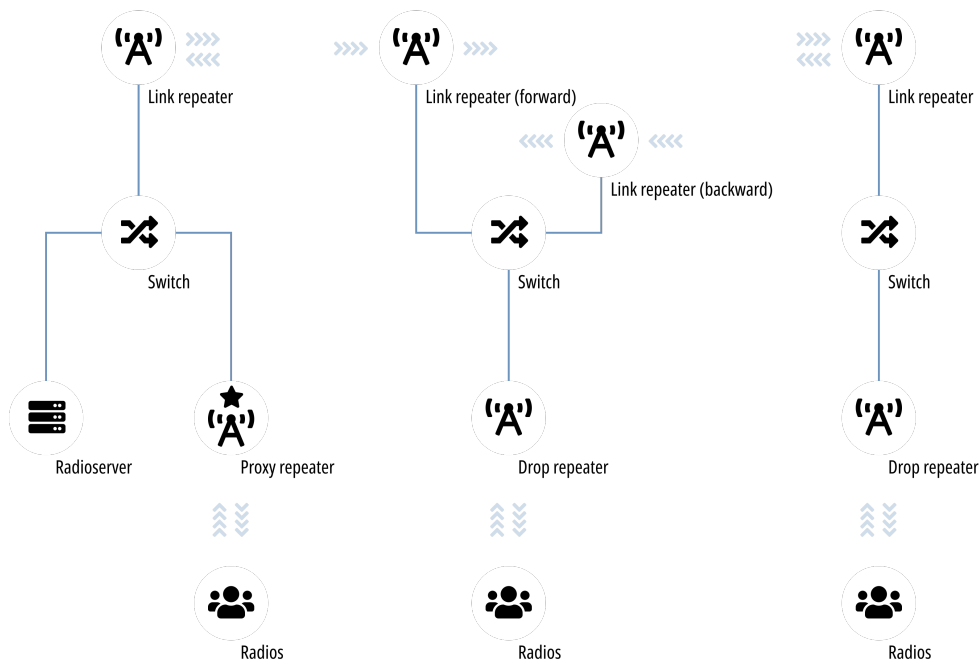 Link repeater
Link repeater (forward)
Link repeater
Link repeater (backward)
Switch
Switch
Switch
Radioserver
Proxy repeater
Drop repeater
Drop repeater
Radios
Radios
Radios